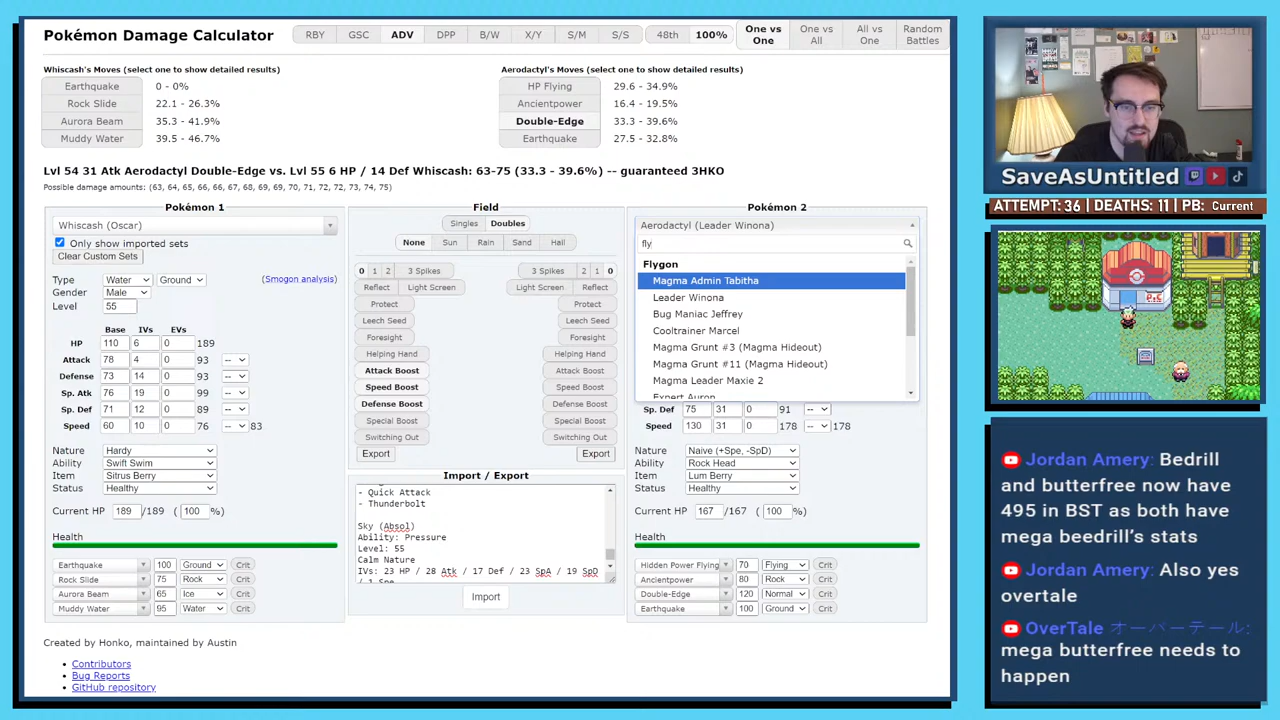 Pokémon Damage Calculator
RBY GSC ADV DPP B/W X/Y S/M S/S 48th 100% One vs One One vs All All vs One Random Battles
Whiscash's Moves (select one to show detailed results)
Earthquake 0 - 0%
Rock Slide 22.1 - 26.3%
Aurora Beam 35.3 - 41.9%
Muddy Water 39.5 - 46.7%
Aerodactyl's Moves (select one to show detailed results)
HP Flying 29.6 - 34.9%
Ancientpower 16.4 - 19.5%
Double-Edge 33.3 - 39.6%
Earthquake 27.5 - 32.8%
Lvl 54 31 Atk Aerodactyl Double-Edge vs. Lvl 55 6 HP / 14 Def Whiscash: 63-75 (33.3 - 39.6%) -- guaranteed 3HKO
Possible damage amounts: (63, 64, 65, 66, 66, 67, 68, 69, 69, 70, 71, 72, 72, 73, 74, 75)
Pokémon 1
Whiscash (Oscar)
Only show imported sets
Clear Custom Sets
Type Water Ground (Smogon analysis)
Gender Male
Level 55
Base IVs EVs
HP 110 6 0 189
Attack 78 4 0 93 --
Defense 73 14 0 93 --
Sp. Atk 76 19 0 99 --
Sp. Def 71 12 0 89 --
Speed 60 10 0 76 -- 83
Nature Hardy
Ability Swift Swim
Item Sitrus Berry
Status Healthy
Current HP 189 /189 ( 100 %)
Health
Earthquake 100 Ground Crit
Rock Slide 75 Rock Crit
Aurora Beam 65 Ice Crit
Muddy Water 95 Water Crit
Field
Singles Doubles
None Sun Rain Sand Hail
0 1 2 3 Spikes 3 Spikes 2 1 0
Reflect Light Screen Light Screen Reflect
Protect Protect
Leech Seed Leech Seed
Foresight Foresight
Helping Hand Helping Hand
Attack Boost Attack Boost
Speed Boost Speed Boost
Defense Boost Defense Boost
Special Boost Special Boost
Switching Out Switching Out
Export Export
Import / Export
- Quick Attack
- Thunderbolt
Sky (Absol)
Ability: Pressure
Level: 55
Calm Nature
IVs: 23 HP / 28 Atk / 17 Def / 23 SpA / 19 SpD
/ 1 Spe
Import
Pokémon 2
Aerodactyl (Leader Winona)
fly
Flygon
Magma Admin Tabitha
Leader Winona
Bug Maniac Jeffrey
Cooltrainer Marcel
Magma Grunt #3 (Magma Hideout)
Magma Grunt #11 (Magma Hideout)
Magma Leader Maxie 2
Expert Auron
Sp. Def 75 31 0 91 --
Speed 130 31 0 178 -- 178
Nature Naive (+Spe, -SpD)
Ability Rock Head
Item Lum Berry
Status Healthy
Current HP 167 /167 ( 100 %)
Health
Hidden Power Flying 70 Flying Crit
Ancientpower 80 Rock Crit
Double-Edge 120 Normal Crit
Earthquake 100 Ground Crit
Created by Honko, maintained by Austin
• Contributors
• Bug Reports
• GitHub repository
SaveAsUntitled
ATTEMPT: 36 | DEATHS: 11 | PB: Current
P.C
Jordan Amery: Bedrill
and butterfree now have
495 in BST as both have
mega beedrill's stats
Jordan Amery: Also yes
overtale
OverTale オーバーテール:
mega butterfree needs to
happen